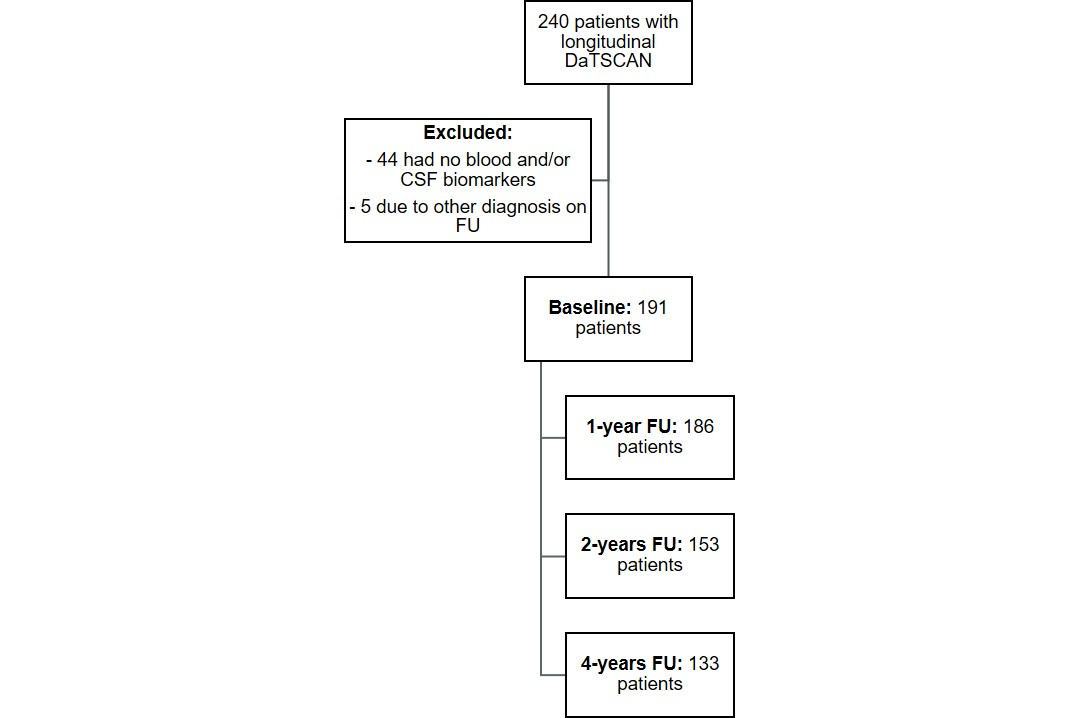 240 patients with
longitudinal
DaTSCAN
Excluded:
- 44 had no blood and/or
CSF biomarkers
- 5 due to other diagnosis on
FU
Baseline: 191
patients
1-year FU: 186
patients
2-years FU: 153
patients
4-years FU: 133
patients